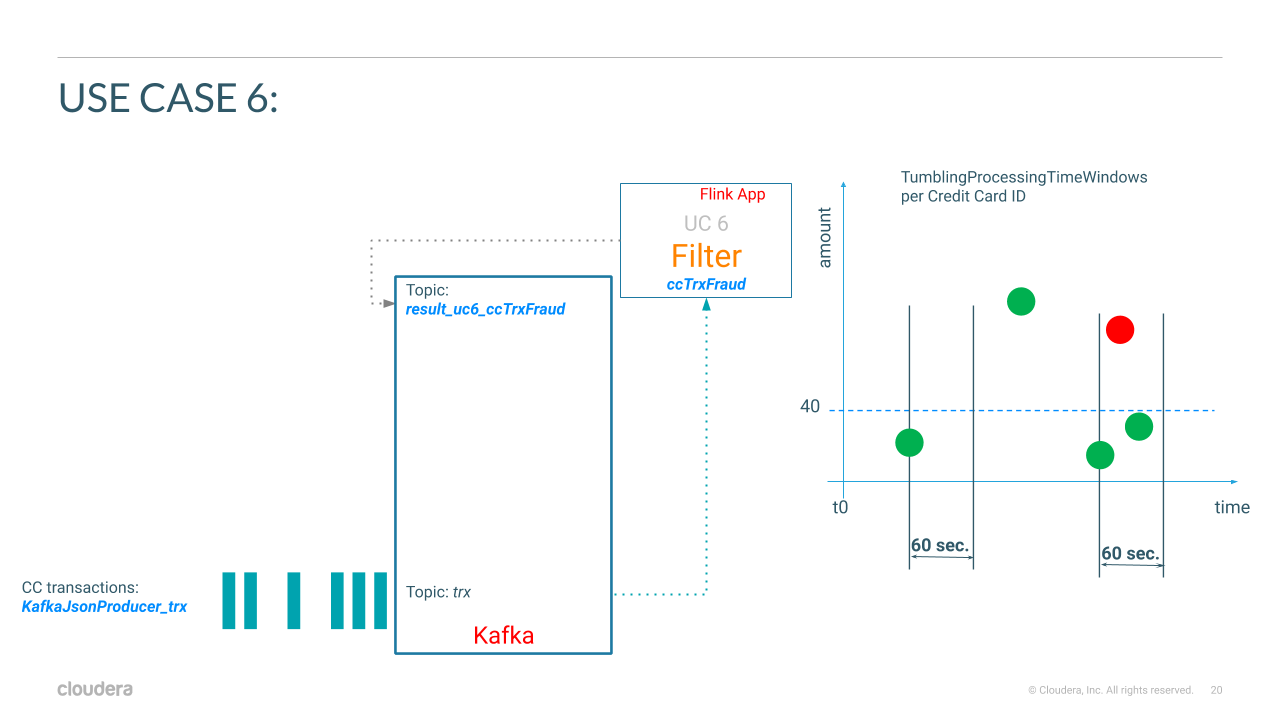 USE CASE 6:
Flink App
UC 6
Filter
ccTrxFraud
Topic:
result_uc6_ccTrxFraud
CC transactions:
KafkaJsonProducer_trx
Topic: trx
Kafka
TumblingProcessingTimeWindows
per Credit Card ID
amount
40
t0
time
60 sec.
60 sec.
cloudera
© Cloudera, Inc. All rights reserved.
20